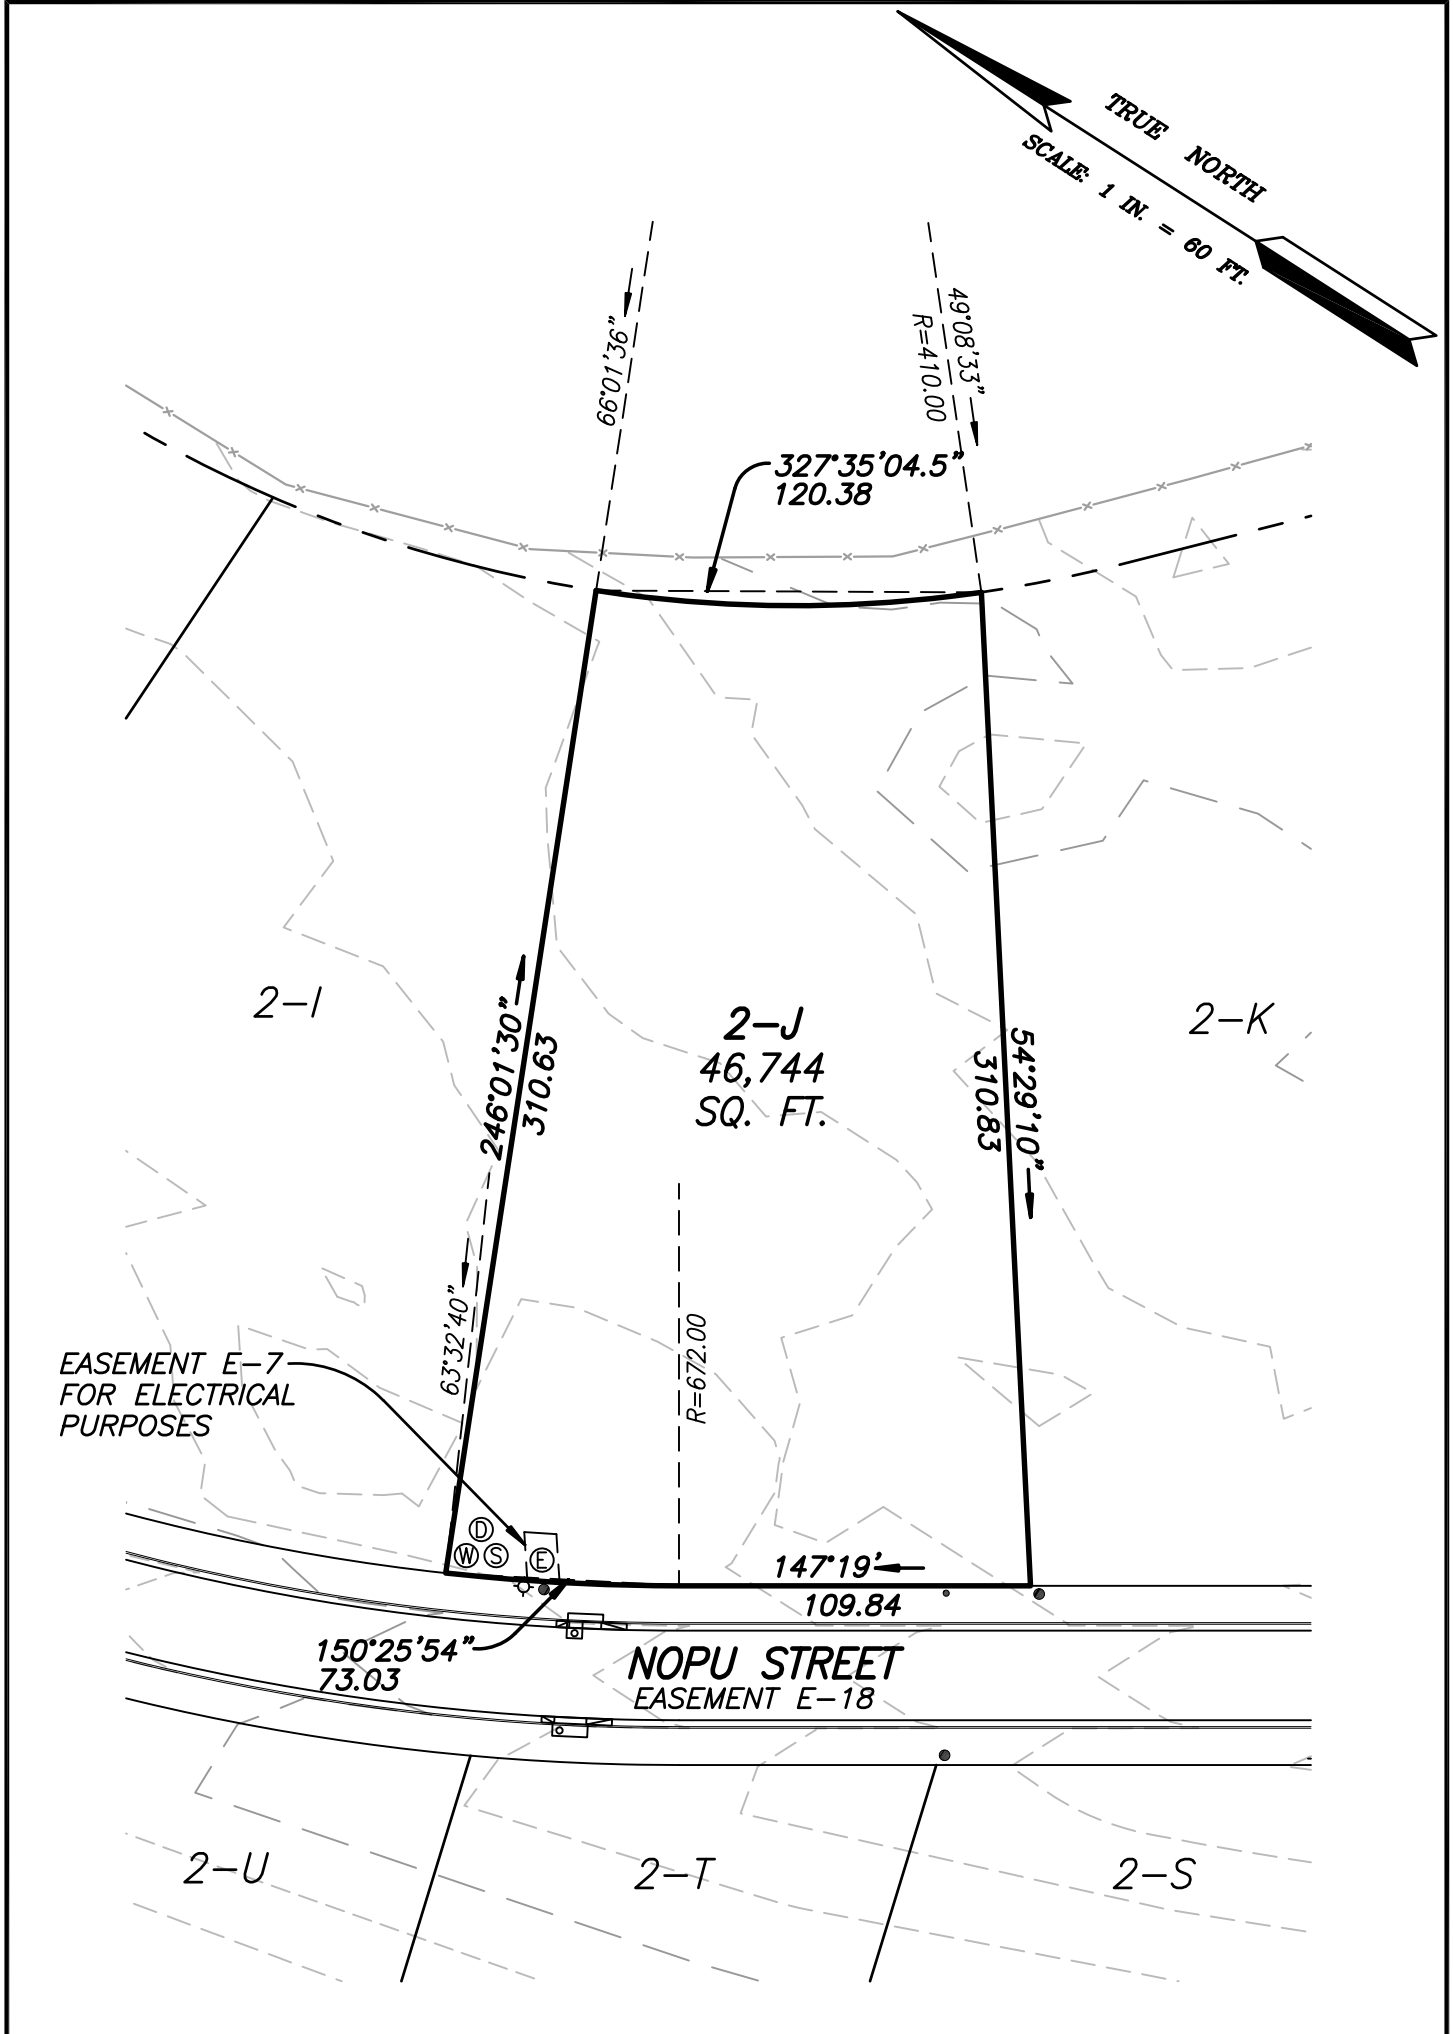 TRUE NORTH
SCALE: 1 IN. = 60 FT.
66°01'36"
49°08'33"
R=410.00
327°35'04.5"
120.38
2-I
2-J
46,744
SQ. FT.
2-K
246°01'30"
310.63
54°29'10"
310.83
63°32'40"
R=672.00
EASEMENT E-7
FOR ELECTRICAL
PURPOSES
D
W S E
147°19'
109.84
150°25'54"
73.03
NOPU STREET
EASEMENT E-18
2-U
2-T
2-S